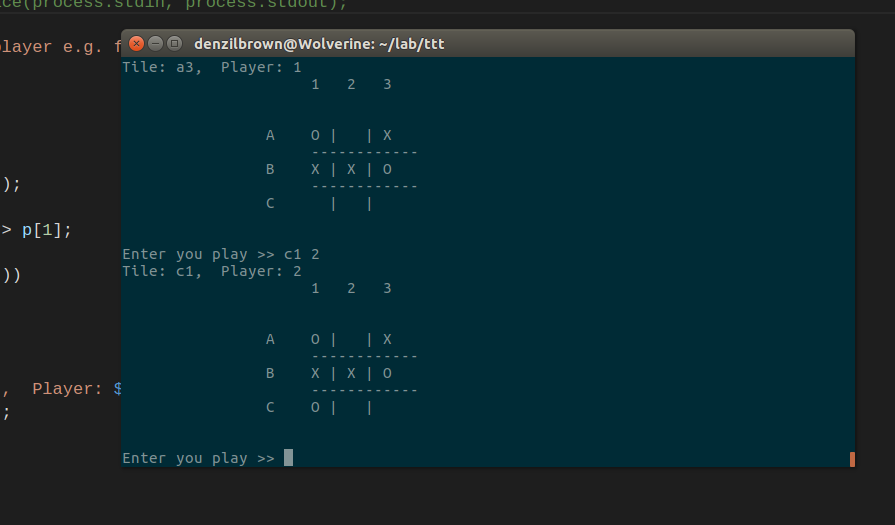 ce(process.stdin, process.stdout);
player e.g. f
);
> p[1];
))
, Player: $
;
denzilbrown@Wolverine: ~/lab/ttt
Tile: a3,  Player: 1
1   2   3
A    O |   | X
------------
B    X | X | O
------------
C      |   |
Enter you play >> c1 2
Tile: c1,  Player: 2
1   2   3
A    O |   | X
------------
B    X | X | O
------------
C    O |   |
Enter you play >>